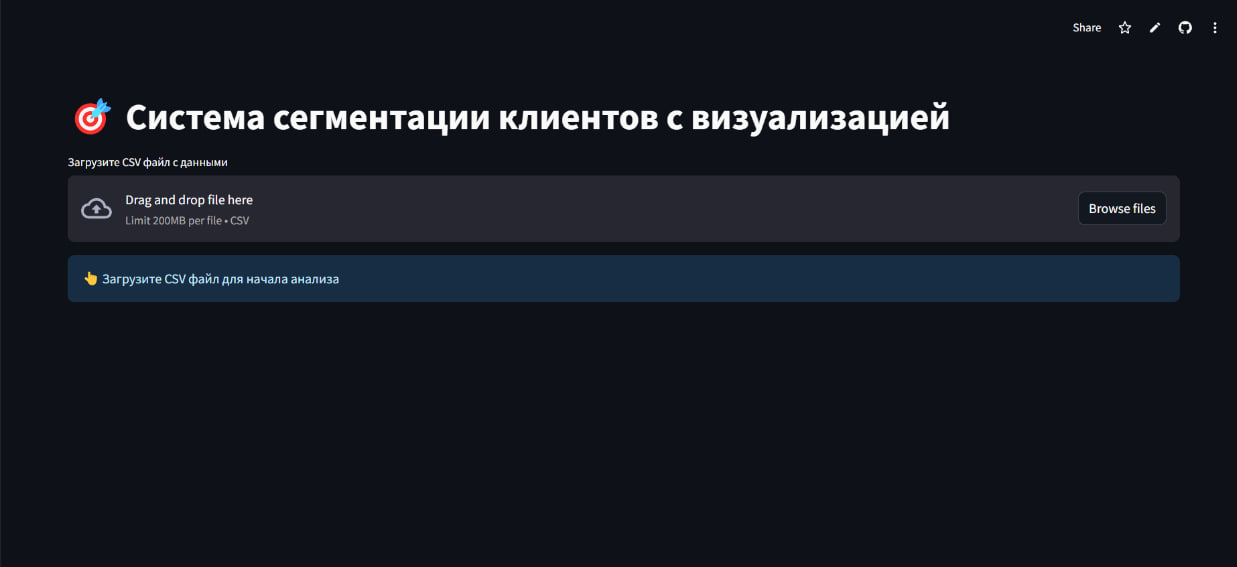 Share
Система сегментации клиентов с визуализацией
Загрузите CSV файл с данными
Drag and drop file here
Limit 200MB per file • CSV
Browse files
Загрузите CSV файл для начала анализа